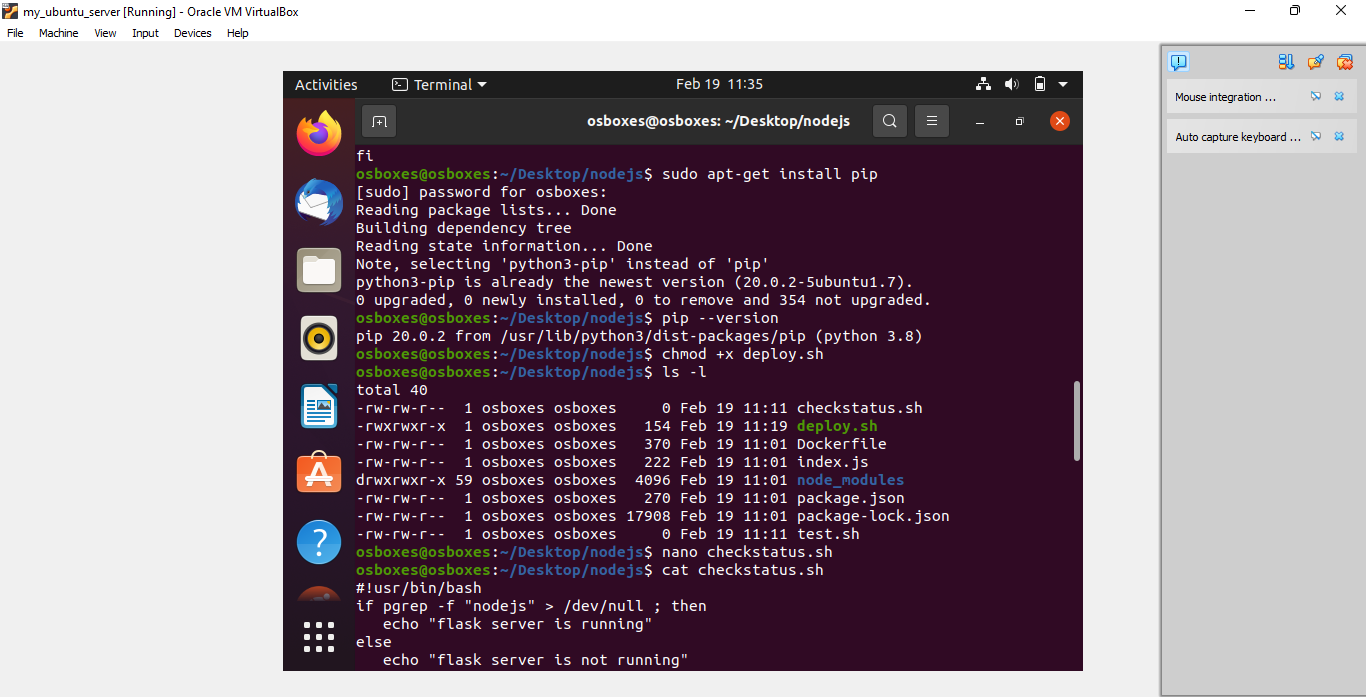 my_ubuntu_server [Running] - Oracle VM VirtualBox
File Machine View Input Devices Help
Mouse integration ...
Auto capture keyboard ...
Activities Terminal Feb 19 11:35
osboxes@osboxes: ~/Desktop/nodejs
fi
osboxes@osboxes:~/Desktop/nodejs$ sudo apt-get install pip
[sudo] password for osboxes:
Reading package lists... Done
Building dependency tree
Reading state information... Done
Note, selecting 'python3-pip' instead of 'pip'
python3-pip is already the newest version (20.0.2-5ubuntu1.7).
0 upgraded, 0 newly installed, 0 to remove and 354 not upgraded.
osboxes@osboxes:~/Desktop/nodejs$ pip --version
pip 20.0.2 from /usr/lib/python3/dist-packages/pip (python 3.8)
osboxes@osboxes:~/Desktop/nodejs$ chmod +x deploy.sh
osboxes@osboxes:~/Desktop/nodejs$ ls -l
total 40
-rw-rw-r--  1 osboxes osboxes     0 Feb 19 11:11 checkstatus.sh
-rwxrwxr-x  1 osboxes osboxes   154 Feb 19 11:19 deploy.sh
-rw-rw-r--  1 osboxes osboxes   370 Feb 19 11:01 Dockerfile
-rw-rw-r--  1 osboxes osboxes   222 Feb 19 11:01 index.js
drwxrwxr-x 59 osboxes osboxes  4096 Feb 19 11:01 node_modules
-rw-rw-r--  1 osboxes osboxes   270 Feb 19 11:01 package.json
-rw-rw-r--  1 osboxes osboxes 17908 Feb 19 11:01 package-lock.json
-rw-rw-r--  1 osboxes osboxes     0 Feb 19 11:01 test.sh
osboxes@osboxes:~/Desktop/nodejs$ nano checkstatus.sh
osboxes@osboxes:~/Desktop/nodejs$ cat checkstatus.sh
#!usr/bin/bash
if pgrep -f "nodejs" > /dev/null ; then
   echo "flask server is running"
else
   echo "flask server is not running"